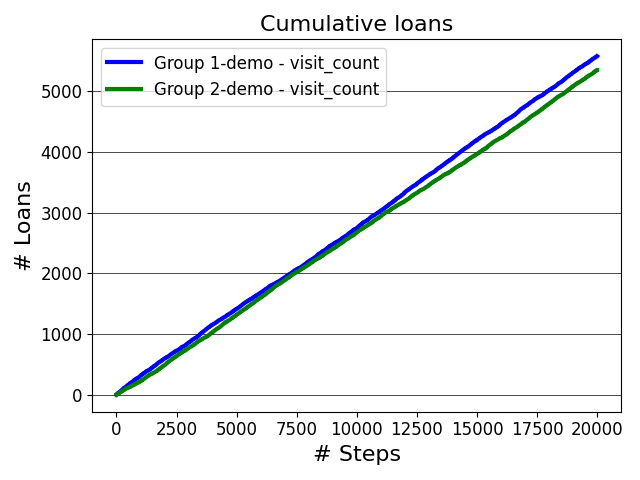 Cumulative loans
Group 1-demo - visit_count
Group 2-demo - visit_count
# Loans
5000
4000
3000
2000
1000
0
0 2500 5000 7500 10000 12500 15000 17500 20000
# Steps